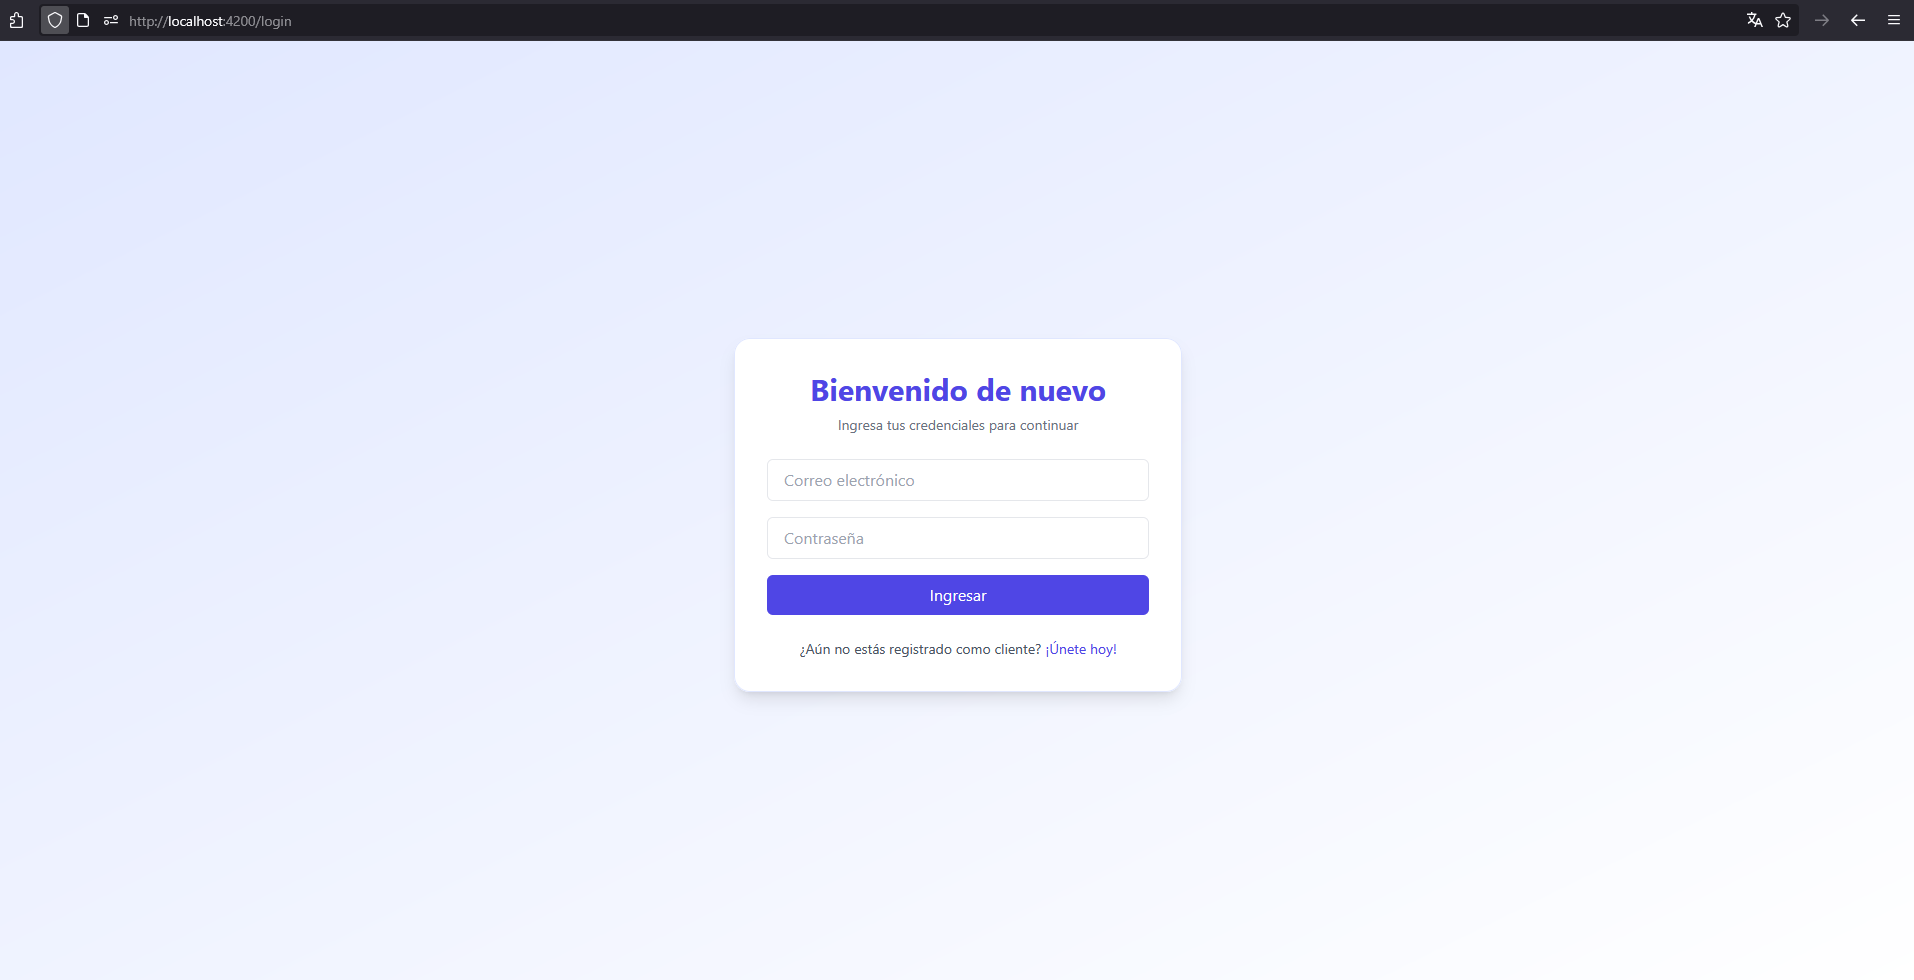 http://localhost:4200/login
Bienvenido de nuevo
Ingresa tus credenciales para continuar
Correo electrónico
Contraseña
Ingresar
¿Aún no estás registrado como cliente? ¡Únete hoy!